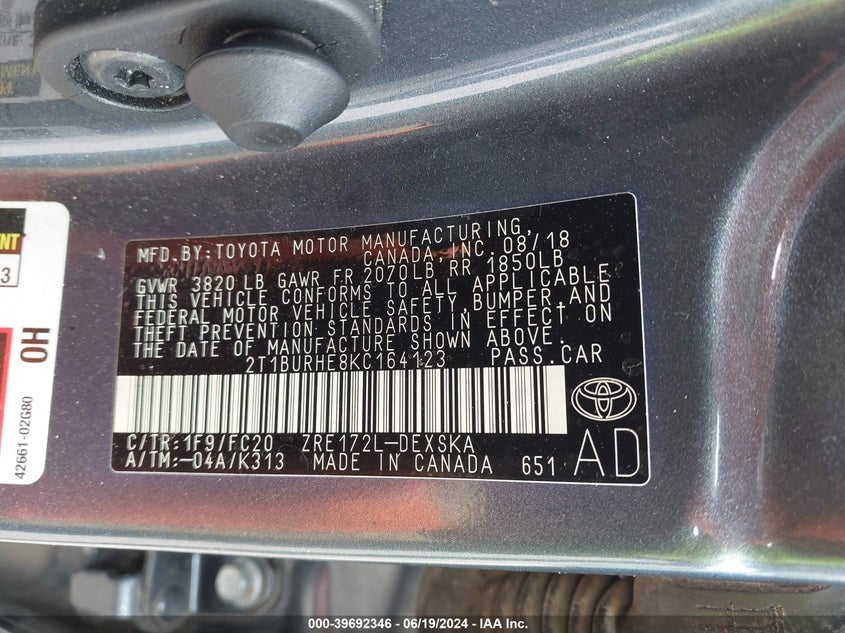 MFD. BY: TOYOTA MOTOR MANUFACTURING,
CANADA, INC. 08/18
GVWR 3820 LB GAWR FR 2070LB RR 1850LB
THIS VEHICLE CONFORMS TO ALL APPLICABLE
FEDERAL MOTOR VEHICLE SAFETY, BUMPER, AND
THEFT PREVENTION STANDARDS IN EFFECT ON
THE DATE OF MANUFACTURE SHOWN ABOVE.
2T1BURHE8KC164123 PASS. CAR
C/TR: 1F9/FC20 ZRE172L-DEXSKA
A/TM: -04A/K313 MADE IN CANADA 651
AD
3
HO
42661-02G80
000-39692346 / 06/19/2024 / © IAA Inc.